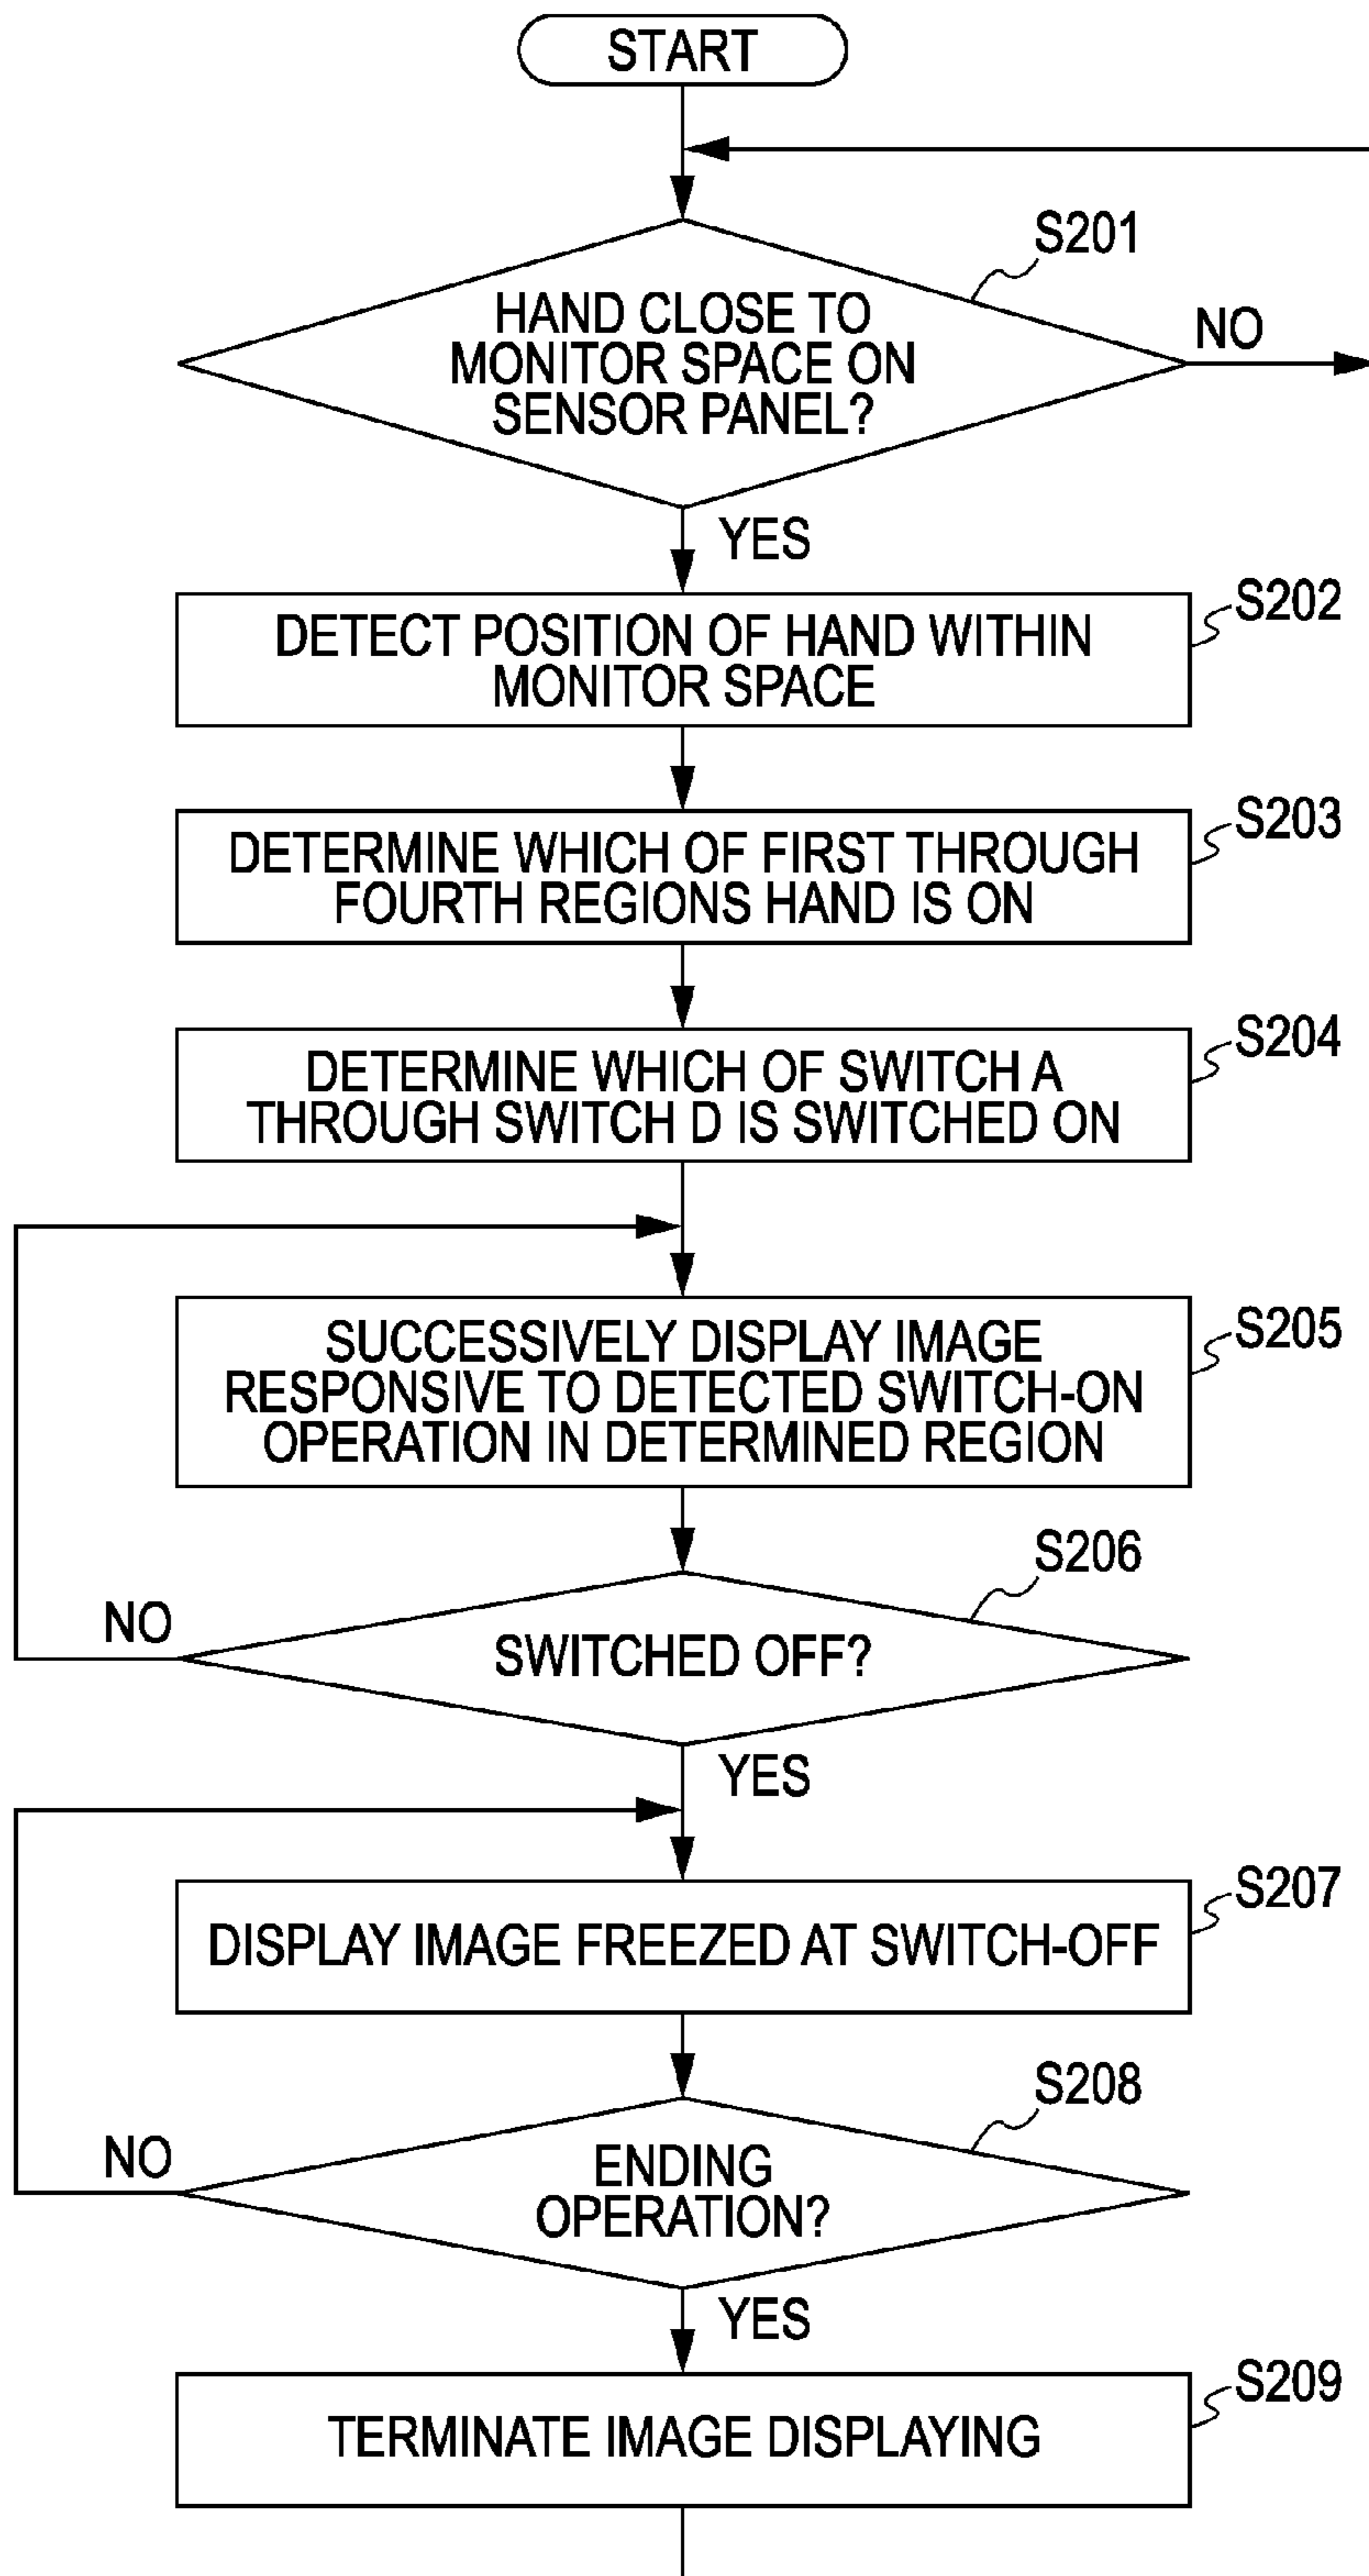 START
S201
HAND CLOSE TO
MONITOR SPACE ON
SENSOR PANEL?
NO
YES
S202
DETECT POSITION OF HAND WITHIN
MONITOR SPACE
S203
DETERMINE WHICH OF FIRST THROUGH
FOURTH REGIONS HAND IS ON
S204
DETERMINE WHICH OF SWITCH A
THROUGH SWITCH D IS SWITCHED ON
S205
SUCCESSIVELY DISPLAY IMAGE
RESPONSIVE TO DETECTED SWITCH-ON
OPERATION IN DETERMINED REGION
S206
NO
SWITCHED OFF?
YES
S207
DISPLAY IMAGE FREEZED AT SWITCH-OFF
S208
NO
ENDING
OPERATION?
YES
S209
TERMINATE IMAGE DISPLAYING